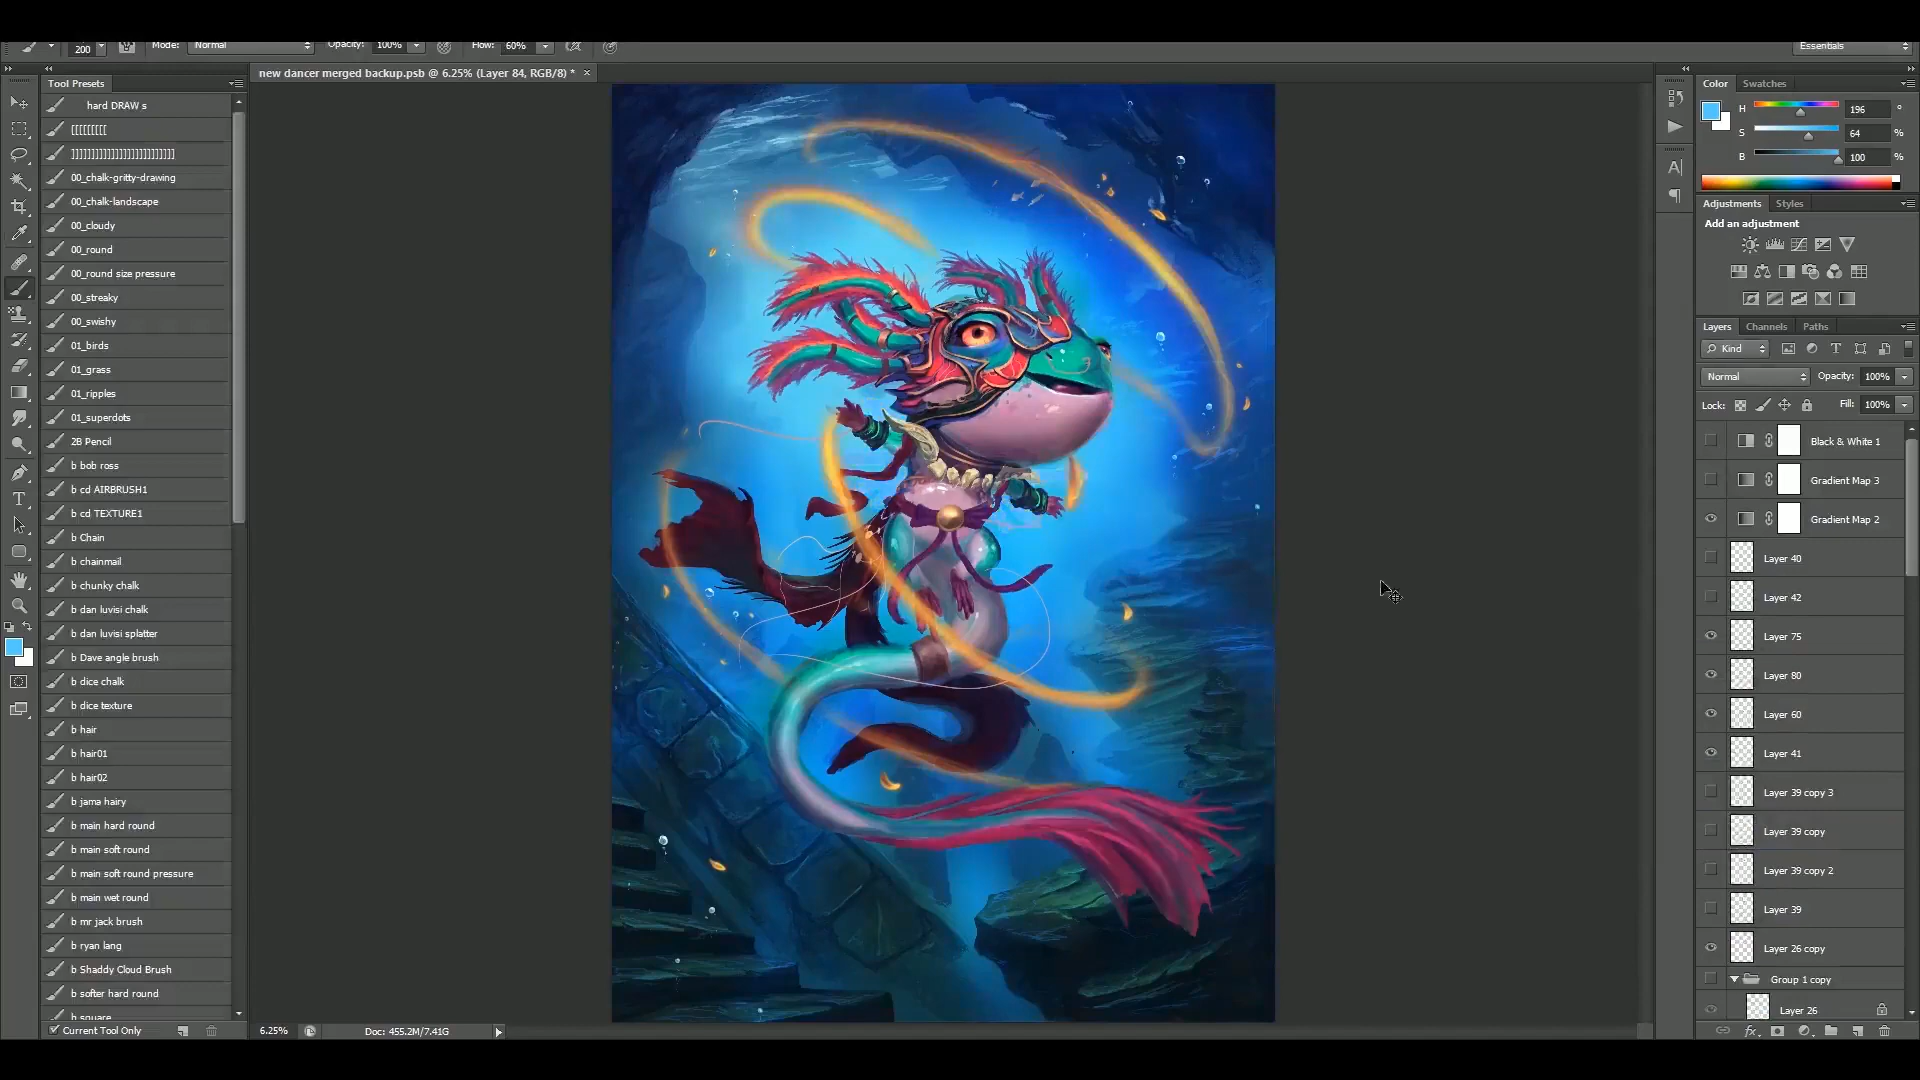 200
Mode:
Normal
Opacity:
100%
Flow:
60%
Essentials
Tool Presets
new dancer merged backup.psb @ 6.25% (Layer 84, RGB/8) *
hard DRAW s
[[[[[[[[[
00_chalk-gritty-drawing
00_chalk-landscape
00_cloudy
00_round
00_round size pressure
00_streaky
00_swishy
01_birds
01_grass
01_ripples
01_superdots
2B Pencil
b bob ross
b cd AIRBRUSH1
b cd TEXTURE1
b Chain
b chainmail
b chunky chalk
b dan luvisi chalk
b dan luvisi splatter
b Dave angle brush
b dice chalk
b dice texture
b hair
b hair01
b hair02
b jama hairy
b main hard round
b main soft round
b main soft round pressure
b main wet round
b mr jack brush
b ryan lang
b Shaddy Cloud Brush
b softer hard round
b square
Current Tool Only
6.25%
Doc: 455.2M/7.41G
Color
Swatches
H
196
°
S
64
%
B
100
%
Adjustments
Styles
Add an adjustment
Layers
Channels
Paths
Kind
Normal
Opacity:
100%
Lock:
Fill:
100%
Black & White 1
Gradient Map 3
Gradient Map 2
Layer 40
Layer 42
Layer 75
Layer 80
Layer 60
Layer 41
Layer 39 copy 3
Layer 39 copy
Layer 39 copy 2
Layer 39
Layer 26 copy
Group 1 copy
Layer 26